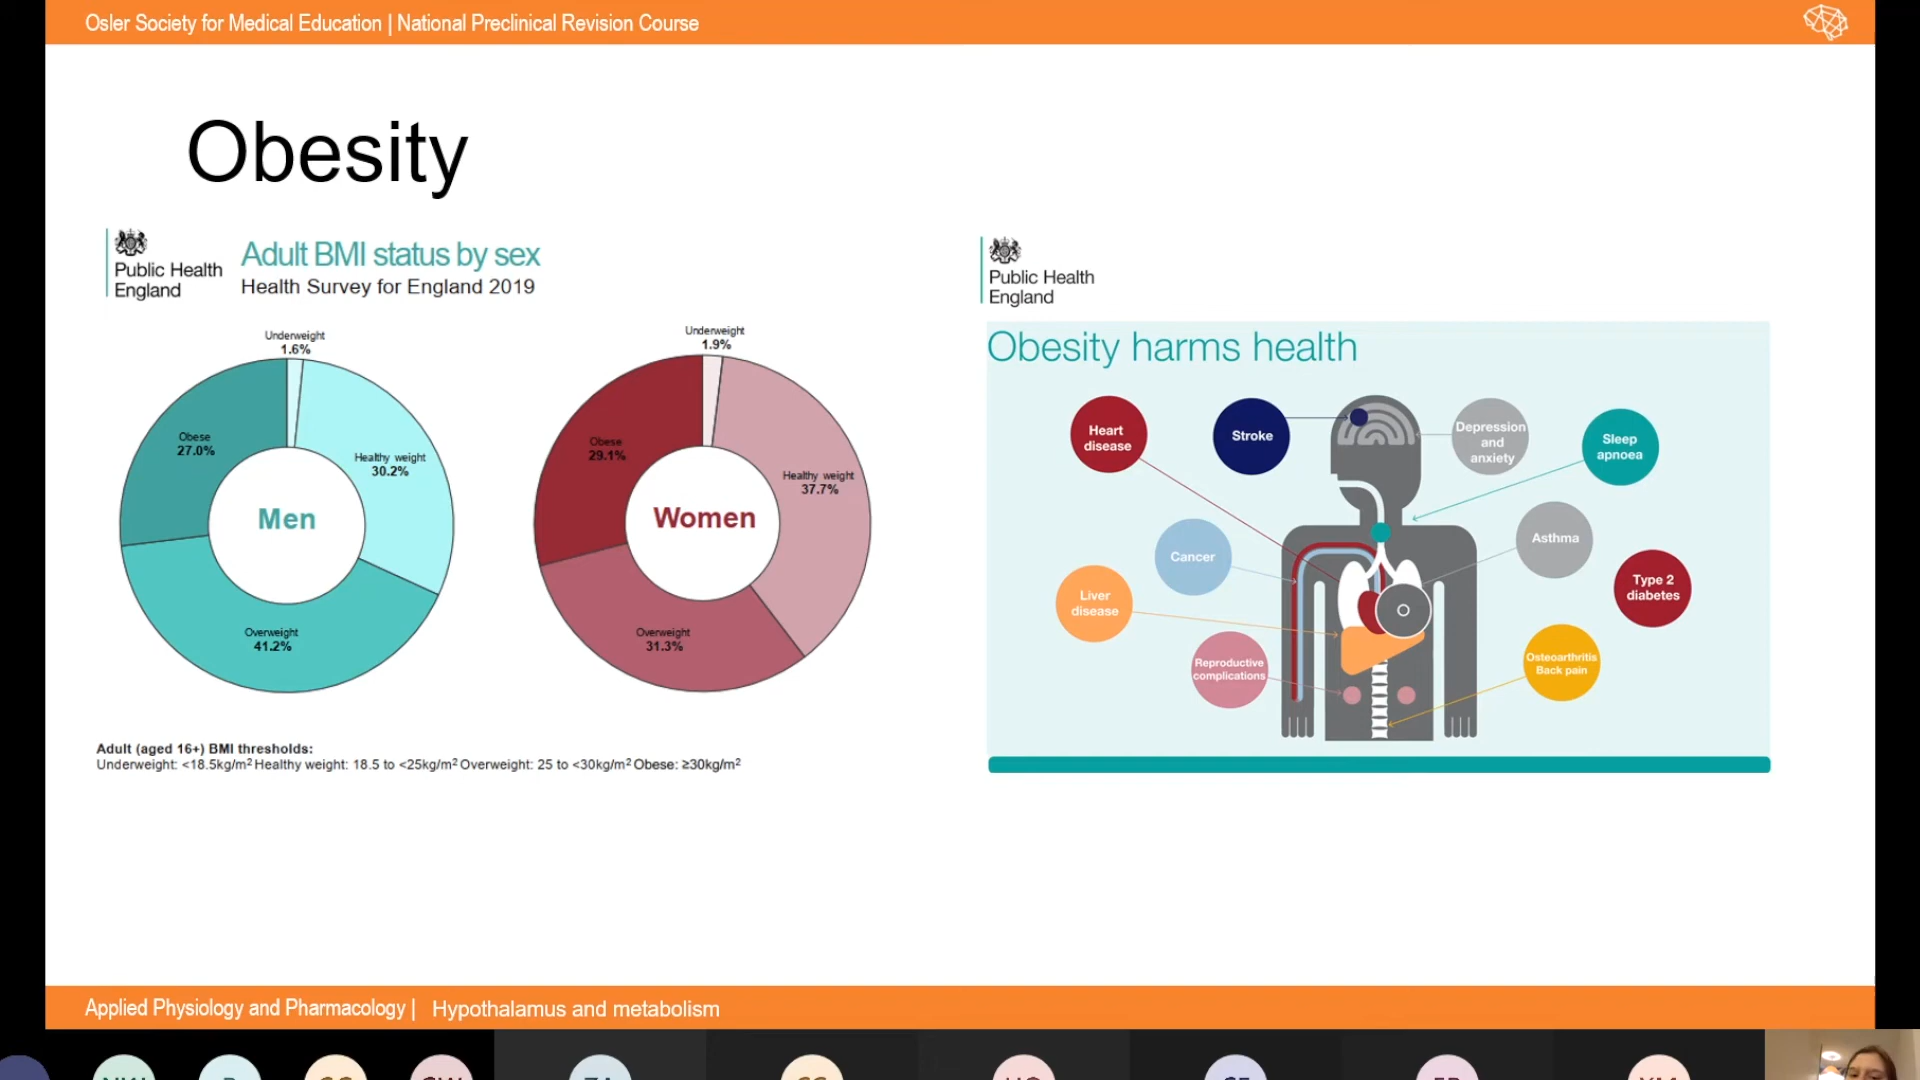 Osler Society for Medical Education | National Preclinical Revision Course
Obesity
Public Health
England
Adult BMI status by sex
Health Survey for England 2019
Underweight
1.6%
Obese
27.0%
Healthy weight
30.2%
Men
Overweight
41.2%
Underweight
1.9%
Obese
29.1%
Healthy weight
37.7%
Women
Overweight
31.3%
Adult (aged 16+) BMI thresholds:
Underweight: <18.5kg/m² Healthy weight: 18.5 to <25kg/m² Overweight: 25 to <30kg/m² Obese: ≥30kg/m²
Public Health
England
Obesity harms health
Heart
disease
Stroke
Depression
and
anxiety
Sleep
apnoea
Cancer
Asthma
Liver
disease
Type 2
diabetes
Reproductive
complications
Osteoarthritis
Back pain
Applied Physiology and Pharmacology | Hypothalamus and metabolism